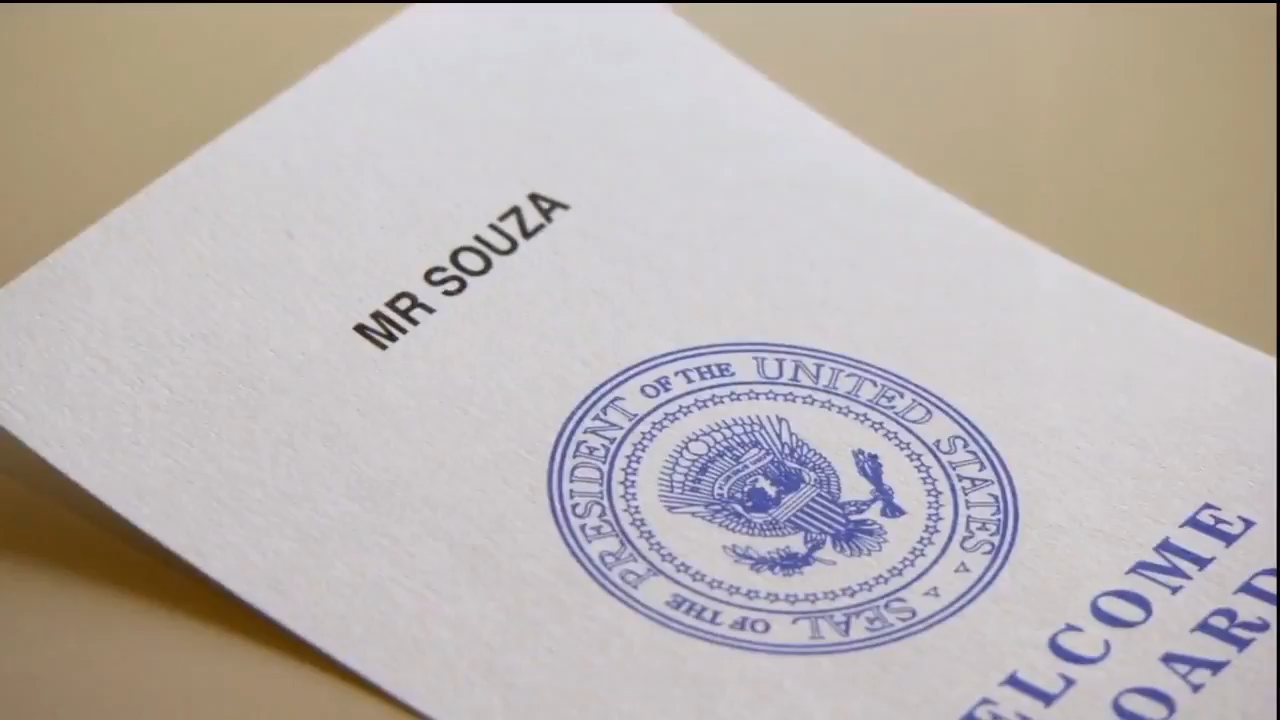 MR SOUZA
SEAL OF THE PRESIDENT OF THE UNITED STATES
ELCOME
OARD